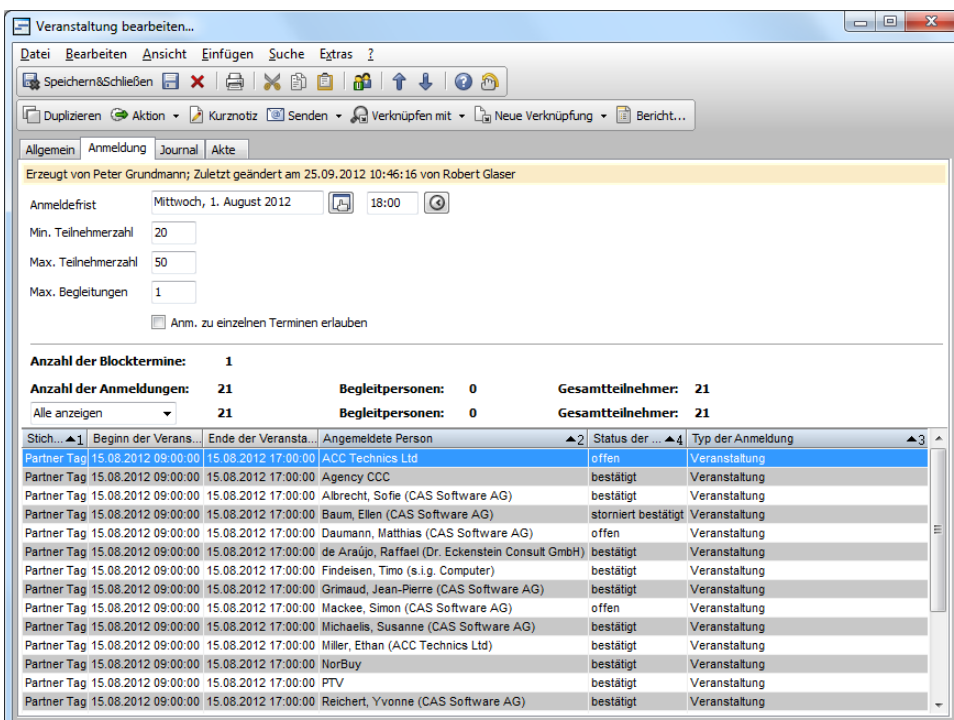 Veranstaltung bearbeiten...
Datei Bearbeiten Ansicht Einfügen Suche Extras ?
Speichern&Schließen
Duplizieren Aktion Kurznotiz Senden Verknüpfen mit Neue Verknüpfung Bericht...
Allgemein Anmeldung Journal Akte
Erzeugt von Peter Grundmann; Zuletzt geändert am 25.09.2012 10:46:16 von Robert Glaser
Anmeldefrist Mittwoch, 1. August 2012 18:00
Min. Teilnehmerzahl 20
Max. Teilnehmerzahl 50
Max. Begleitungen 1
Anm. zu einzelnen Terminen erlauben
Anzahl der Blocktermine: 1
Anzahl der Anmeldungen: 21 Begleitpersonen: 0 Gesamtteilnehmer: 21
Alle anzeigen 21 Begleitpersonen: 0 Gesamtteilnehmer: 21
Stich... ▲1 Beginn der Verans... Ende der Veransta... Angemeldete Person ▲2 Status der ... ▲4 Typ der Anmeldung ▲3
Partner Tag 15.08.2012 09:00:00 15.08.2012 17:00:00 ACC Technics Ltd offen Veranstaltung
Partner Tag 15.08.2012 09:00:00 15.08.2012 17:00:00 Agency CCC bestätigt Veranstaltung
Partner Tag 15.08.2012 09:00:00 15.08.2012 17:00:00 Albrecht, Sofie (CAS Software AG) bestätigt Veranstaltung
Partner Tag 15.08.2012 09:00:00 15.08.2012 17:00:00 Baum, Ellen (CAS Software AG) storniert bestätigt Veranstaltung
Partner Tag 15.08.2012 09:00:00 15.08.2012 17:00:00 Daumann, Matthias (CAS Software AG) offen Veranstaltung
Partner Tag 15.08.2012 09:00:00 15.08.2012 17:00:00 de Araújo, Raffael (Dr. Eckenstein Consult GmbH) bestätigt Veranstaltung
Partner Tag 15.08.2012 09:00:00 15.08.2012 17:00:00 Findeisen, Timo (s.i.g. Computer) bestätigt Veranstaltung
Partner Tag 15.08.2012 09:00:00 15.08.2012 17:00:00 Grimaud, Jean-Pierre (CAS Software AG) bestätigt Veranstaltung
Partner Tag 15.08.2012 09:00:00 15.08.2012 17:00:00 Mackee, Simon (CAS Software AG) offen Veranstaltung
Partner Tag 15.08.2012 09:00:00 15.08.2012 17:00:00 Michaelis, Susanne (CAS Software AG) bestätigt Veranstaltung
Partner Tag 15.08.2012 09:00:00 15.08.2012 17:00:00 Miller, Ethan (ACC Technics Ltd) bestätigt Veranstaltung
Partner Tag 15.08.2012 09:00:00 15.08.2012 17:00:00 NorBuy bestätigt Veranstaltung
Partner Tag 15.08.2012 09:00:00 15.08.2012 17:00:00 PTV bestätigt Veranstaltung
Partner Tag 15.08.2012 09:00:00 15.08.2012 17:00:00 Reichert, Yvonne (CAS Software AG) bestätigt Veranstaltung